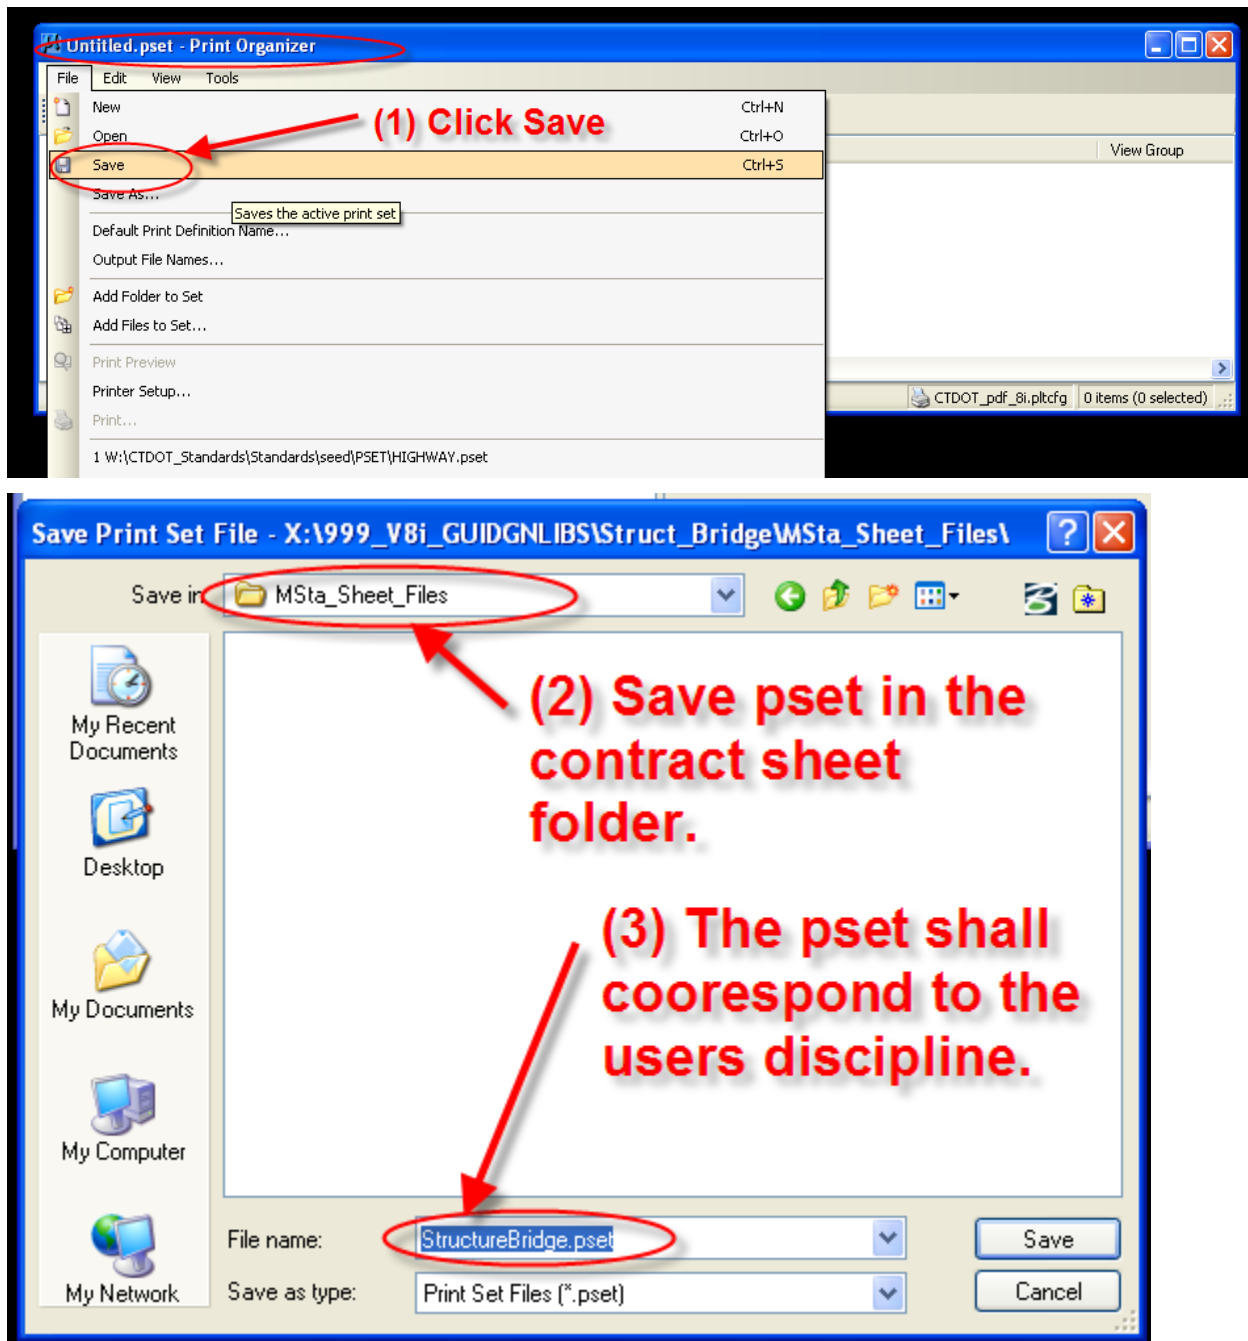 Untitled.pset - Print Organizer
File Edit View Tools
New Ctrl+N
(1) Click Save
Open Ctrl+O
View Group
Save Ctrl+S
Save As...
Saves the active print set
Default Print Definition Name...
Output File Names...
Add Folder to Set
Add Files to Set...
Print Preview
Printer Setup...
CTDOT_pdf_8i.pltcfg 0 items (0 selected)
Print...
1 W:\CTDOT_Standards\Standards\seed\PSET\HIGHWAY.pset
Save Print Set File - X:\999_V8i_GUIDGNLIBS\Struct_Bridge\MSta_Sheet_Files\
Save in MSta_Sheet_Files
(2) Save pset in the
contract sheet
folder.
My Recent
Documents
Desktop
(3) The pset shall
coorespond to the
users discipline.
My Documents
My Computer
File name: StructureBridge.pset Save
My Network Save as type: Print Set Files (*.pset) Cancel